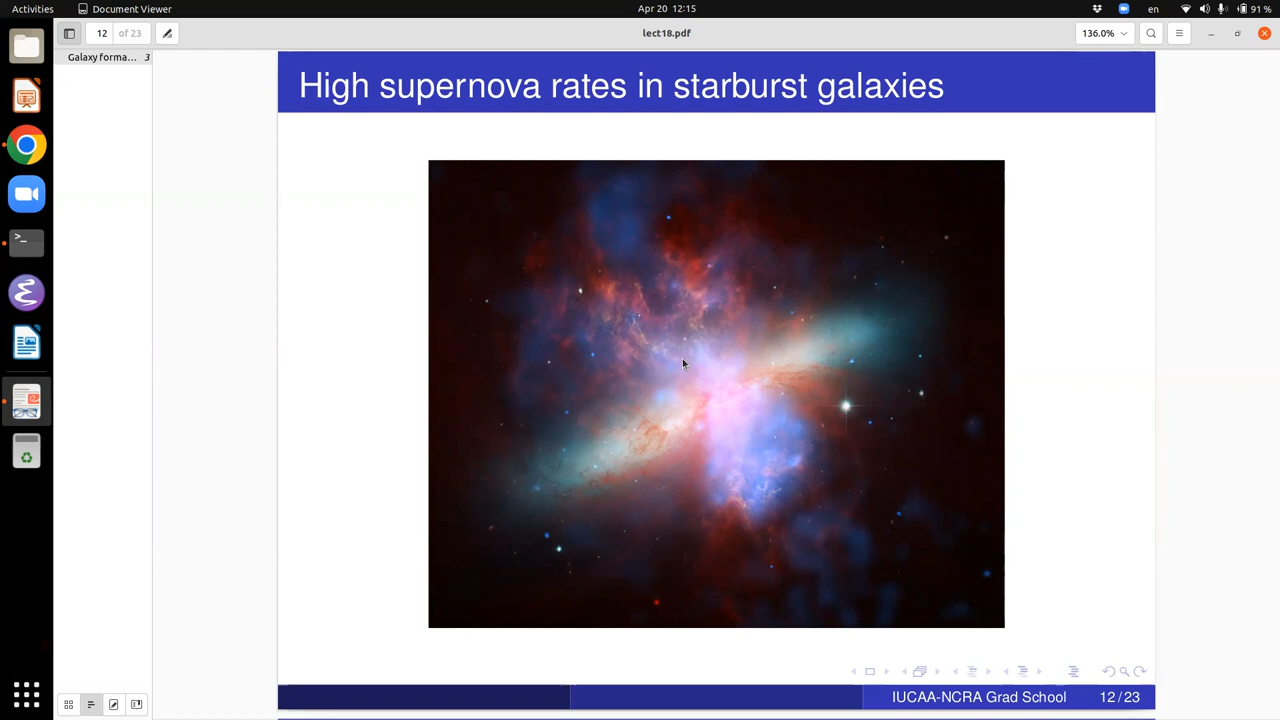 Activities
Document Viewer
Apr 20 12:15
en
91 %
12
of 23
lect18.pdf
136.0%
Galaxy forma…
3
High supernova rates in starburst galaxies
IUCAA-NCRA Grad School
12 / 23